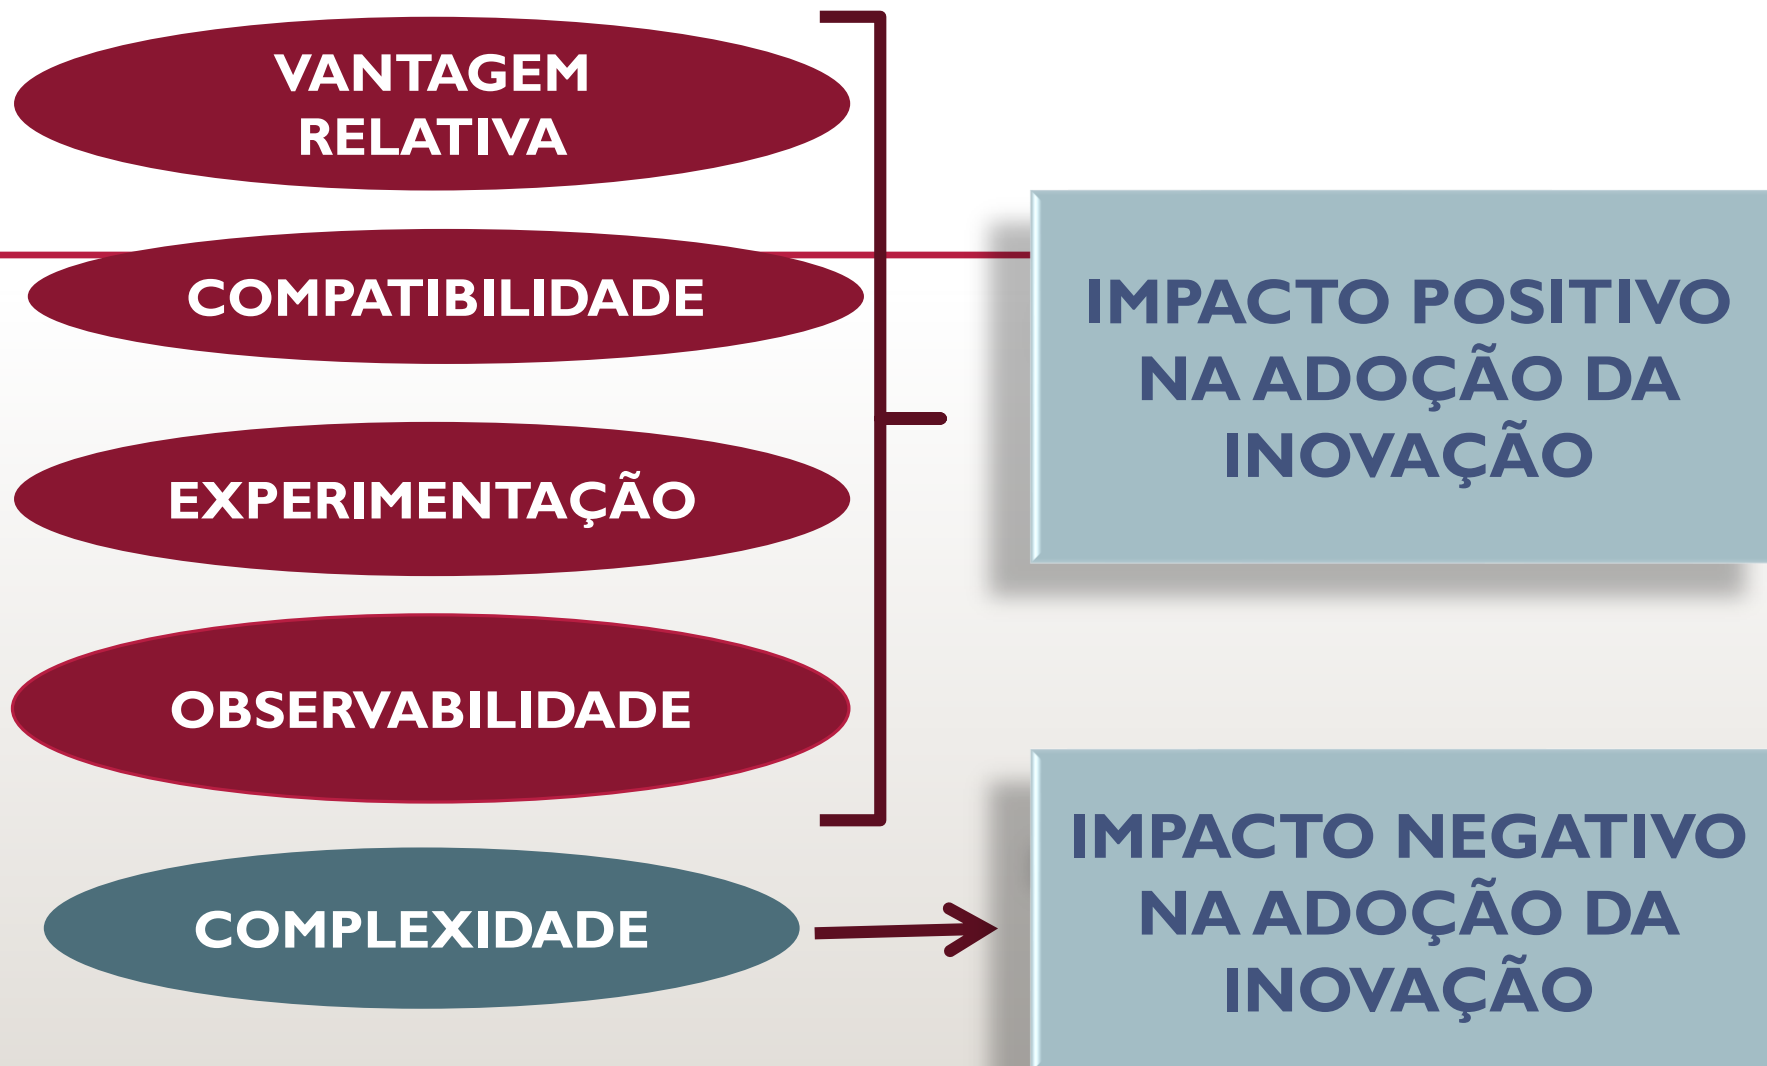 VANTAGEM
RELATIVA
COMPATIBILIDADE
EXPERIMENTAÇÃO
OBSERVABILIDADE
COMPLEXIDADE
IMPACTO POSITIVO
NA ADOÇÃO DA
INOVAÇÃO
IMPACTO NEGATIVO
NA ADOÇÃO DA
INOVAÇÃO